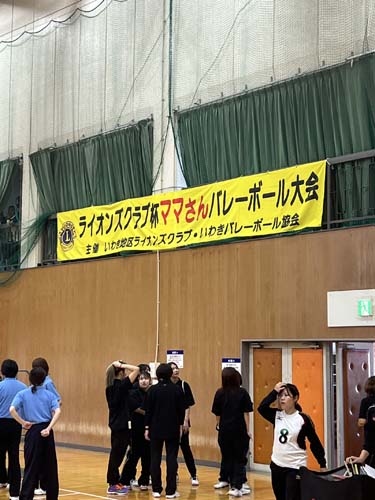 ライオンズクラブ杯ママさんバレーボール大会
主催 いわき地区ライオンズクラブ・いわきバレーボール協会
8